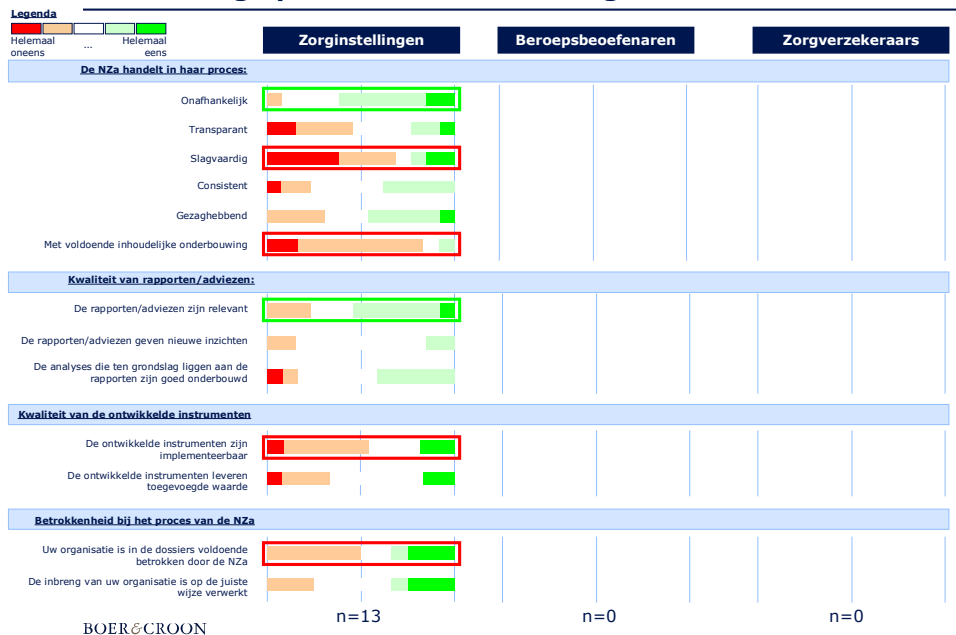 Legenda
Helemaal oneens
...
Helemaal eens
Zorginstellingen
Beroepsbeoefenaren
Zorgverzekeraars
De NZa handelt in haar proces:
Onafhankelijk
Transparant
Slagvaardig
Consistent
Gezaghebbend
Met voldoende inhoudelijke onderbouwing
Kwaliteit van rapporten/adviezen:
De rapporten/adviezen zijn relevant
De rapporten/adviezen geven nieuwe inzichten
De analyses die ten grondslag liggen aan de
rapporten zijn goed onderbouwd
Kwaliteit van de ontwikkelde instrumenten
De ontwikkelde instrumenten zijn
implementeerbaar
De ontwikkelde instrumenten leveren
toegevoegde waarde
Betrokkenheid bij het proces van de NZa
Uw organisatie is in de dossiers voldoende
betrokken door de NZa
De inbreng van uw organisatie is op de juiste
wijze verwerkt
n=13
n=0
n=0
BOER&CROON